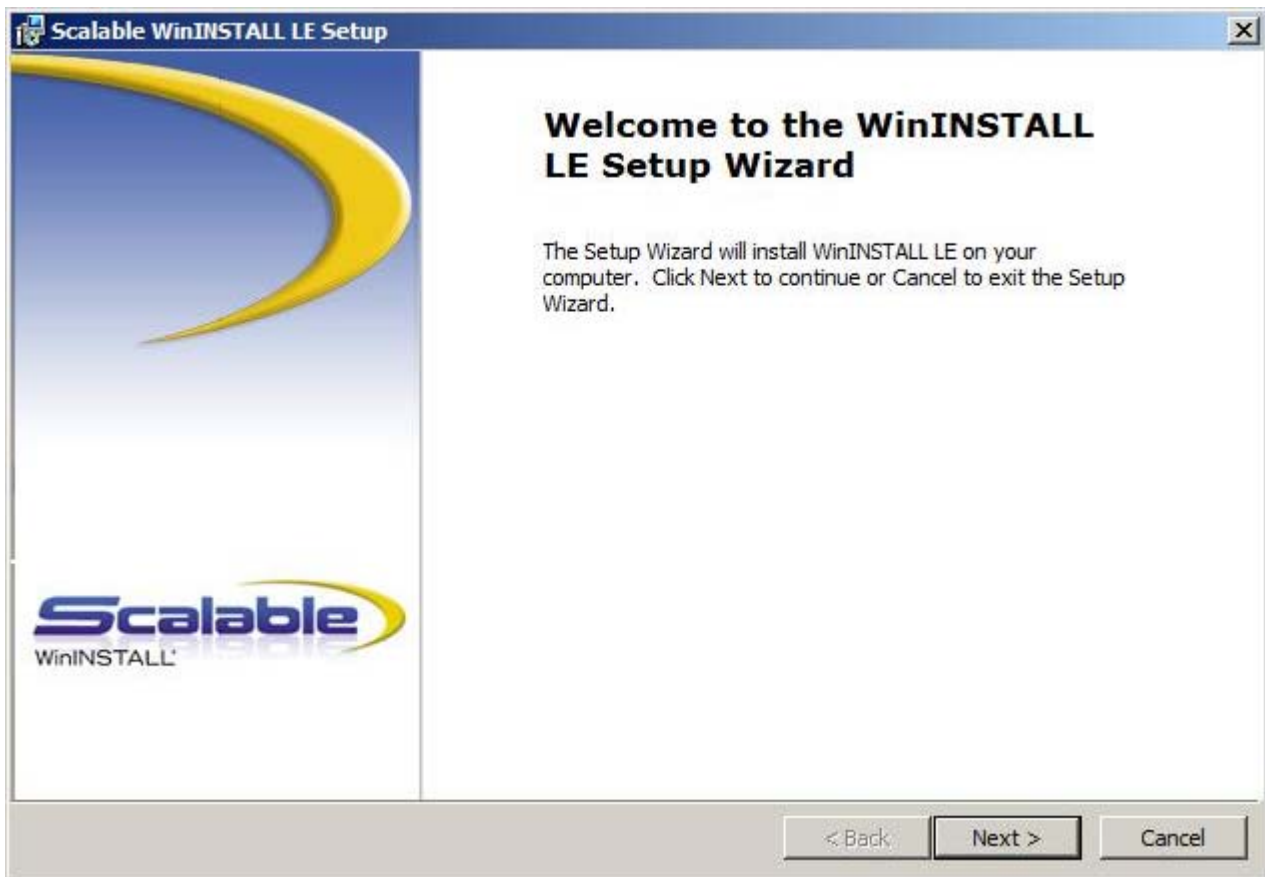 Scalable WinINSTALL LE Setup
Welcome to the WinINSTALL
LE Setup Wizard
The Setup Wizard will install WinINSTALL LE on your
computer. Click Next to continue or Cancel to exit the Setup
Wizard.
Scalable
WinINSTALL
< Back
Next >
Cancel